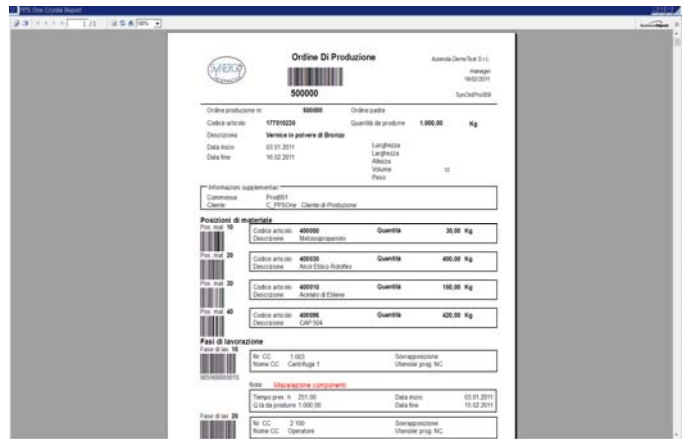 PPS One Crystal Report
1 / 1
100%
SYNERGY
Ordine Di Produzione
Azienda DemoTest S.r.L.
manager
500000
Ordine produzione nr. 500000 Ordine padre
Codice articolo 177010220 Quantità da produrre 1.000,00 Kg
Descrizione Vernice in polvere di Bronzo
Data inizio 03.01.2011 Lunghezza
Data fine 16.02.2011 Larghezza
Altezza
Volume
Peso
Informazioni supplementari
Commessa Prod001
Cliente C_PPSOne Cliente di Produzione
Posizioni di materiale
Pos. mat. 10
Codice articolo 400000 Quantità 30,00 Kg
Descrizione Metossipropanolo
Pos. mat. 20
Codice articolo 400030 Quantità 400,00 Kg
Descrizione Alcol Etilico Rotoflex
Pos. mat. 30
Codice articolo 400010 Quantità 150,00 Kg
Descrizione Acetato di Etilene
Pos. mat. 40
Codice articolo 400096 Quantità 420,00 Kg
Descrizione CAP 504
Fasi di lavorazione
Fase di lav. 10
Nr. CC 1.003 Sovrapposizione
Nome CC Centrifuga 1 Utensile/ prog. NC
Note Miscelazione componenti
Tempo prev. h 251,00 Data inizio 03.01.2011
Q.tà da produrre 1.000,00 Data fine 15.02.2011
Fase di lav. 20
Nr. CC 2.100 Sovrapposizione
Nome CC Operatore Utensile/ prog. NC